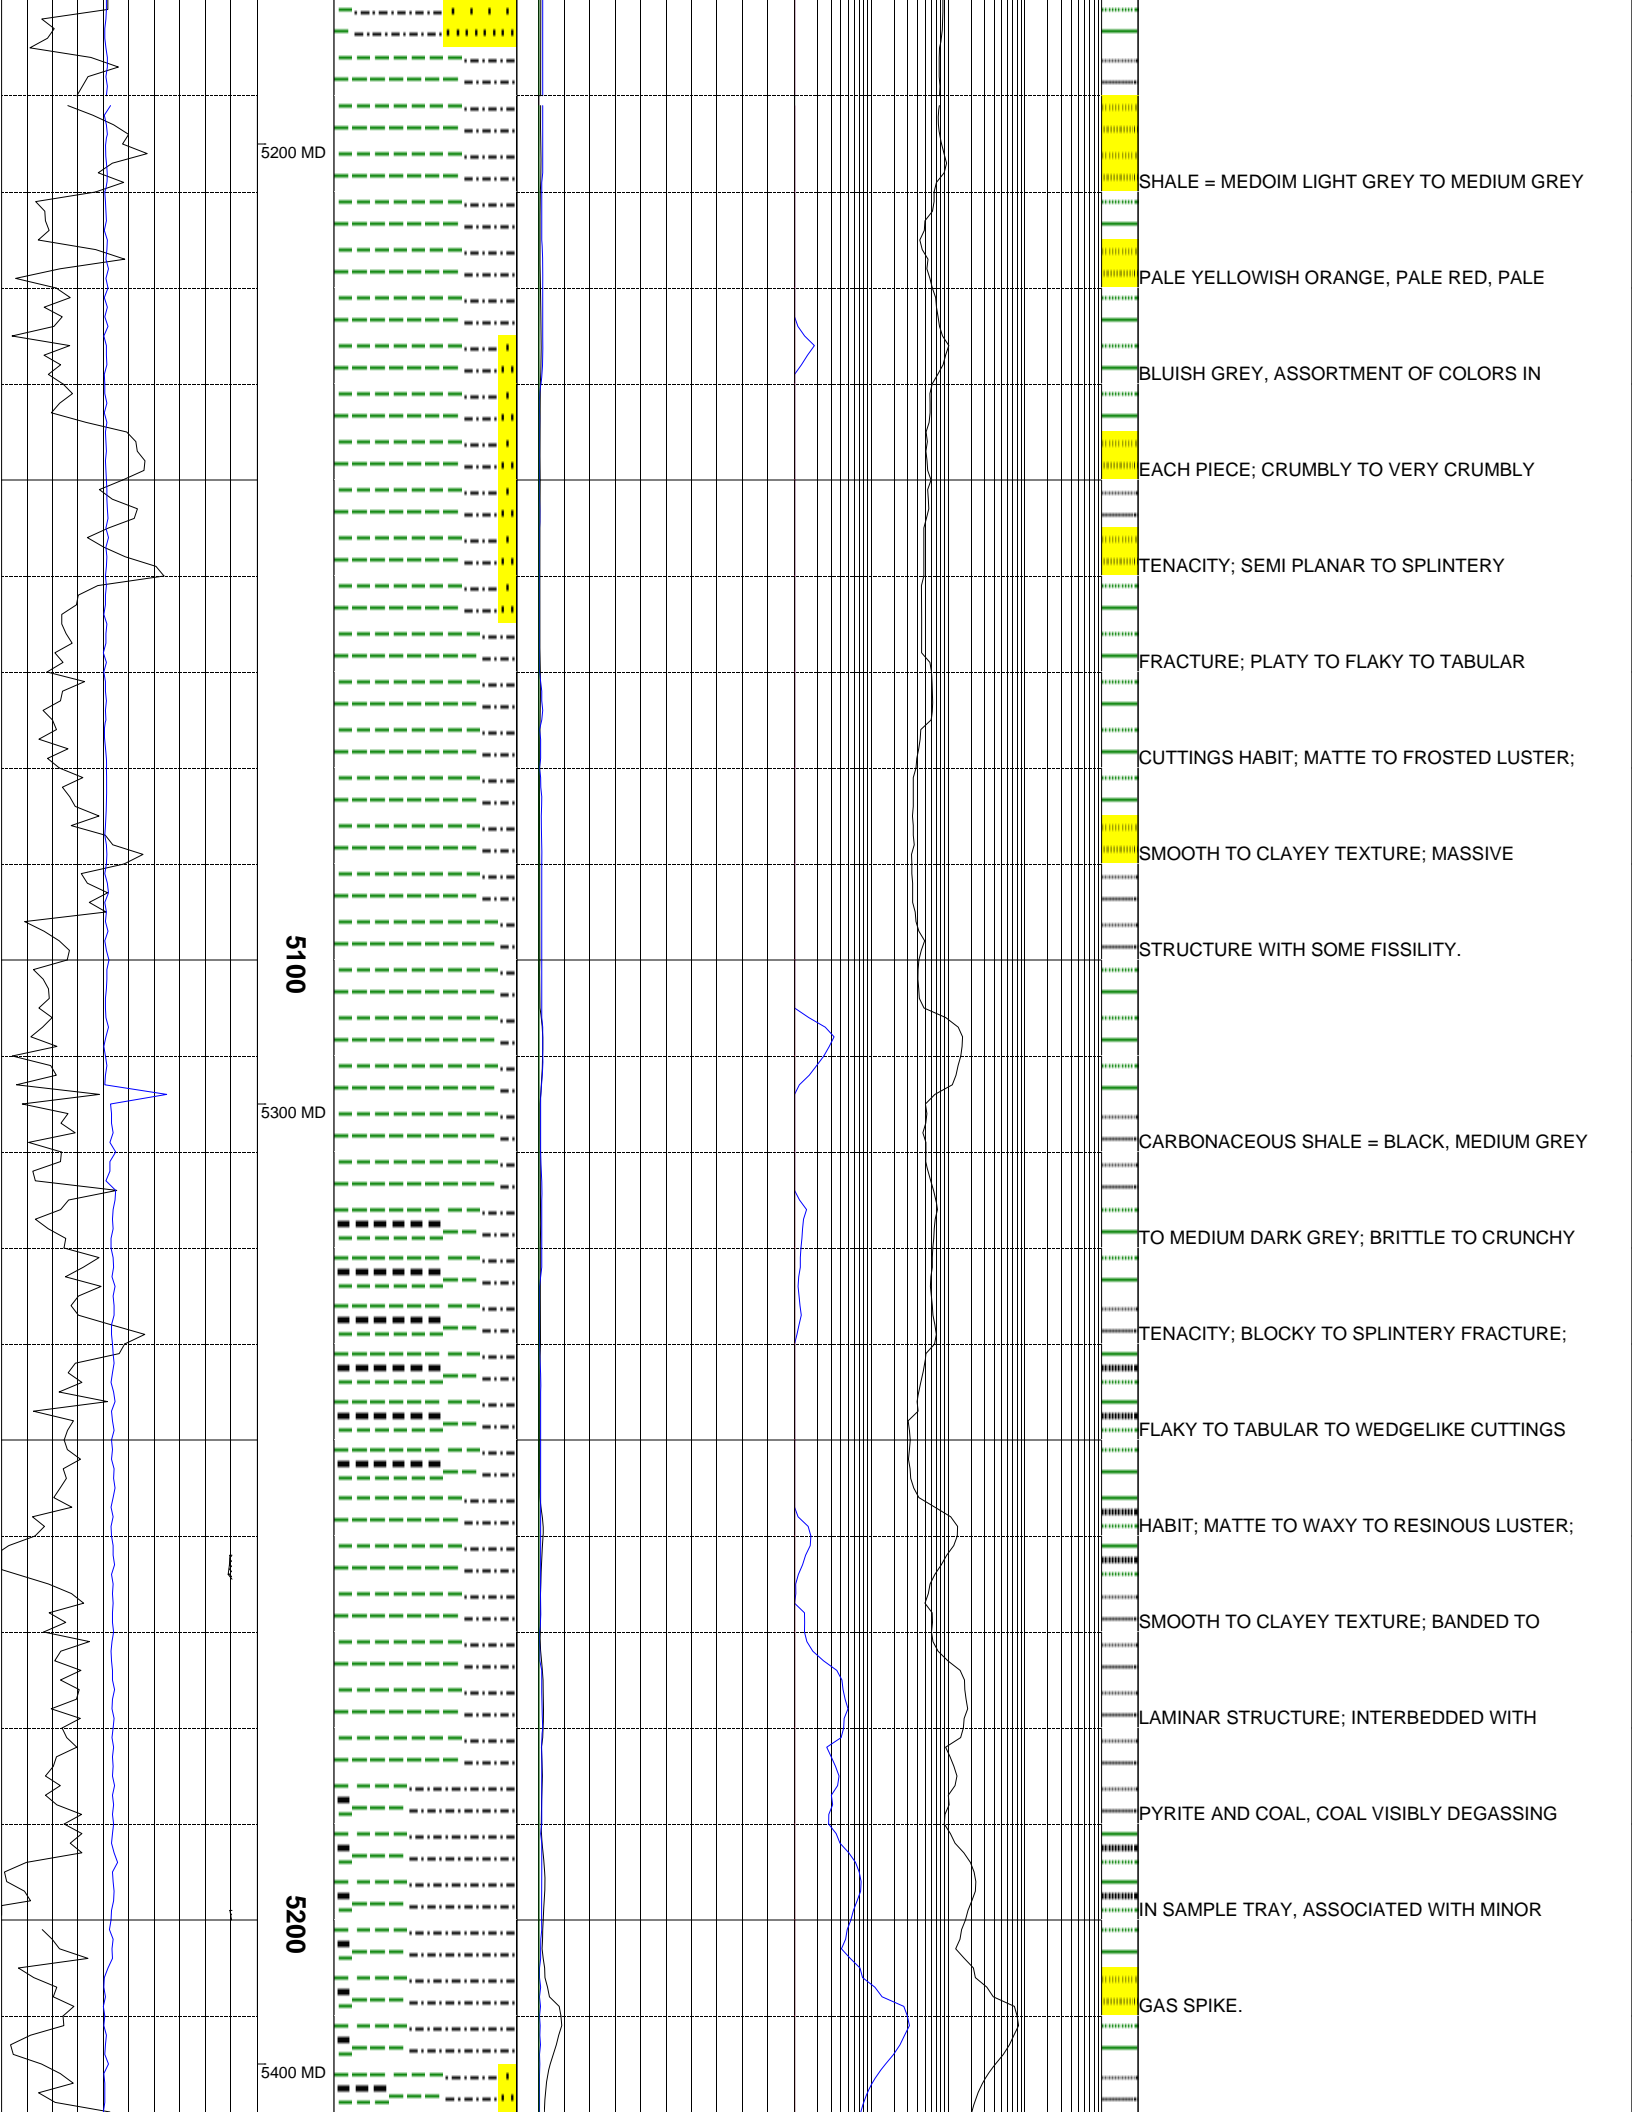 5200 MD
SHALE = MEDOIM LIGHT GREY TO MEDIUM GREY
PALE YELLOWISH ORANGE, PALE RED, PALE
BLUISH GREY, ASSORTMENT OF COLORS IN
EACH PIECE; CRUMBLY TO VERY CRUMBLY
TENACITY; SEMI PLANAR TO SPLINTERY
FRACTURE; PLATY TO FLAKY TO TABULAR
CUTTINGS HABIT; MATTE TO FROSTED LUSTER;
SMOOTH TO CLAYEY TEXTURE; MASSIVE
5100
STRUCTURE WITH SOME FISSILITY.
5300 MD
CARBONACEOUS SHALE = BLACK, MEDIUM GREY
TO MEDIUM DARK GREY; BRITTLE TO CRUNCHY
TENACITY; BLOCKY TO SPLINTERY FRACTURE;
FLAKY TO TABULAR TO WEDGELIKE CUTTINGS
HABIT; MATTE TO WAXY TO RESINOUS LUSTER;
SMOOTH TO CLAYEY TEXTURE; BANDED TO
LAMINAR STRUCTURE; INTERBEDDED WITH
PYRITE AND COAL, COAL VISIBLY DEGASSING
5200
IN SAMPLE TRAY, ASSOCIATED WITH MINOR
GAS SPIKE.
5400 MD